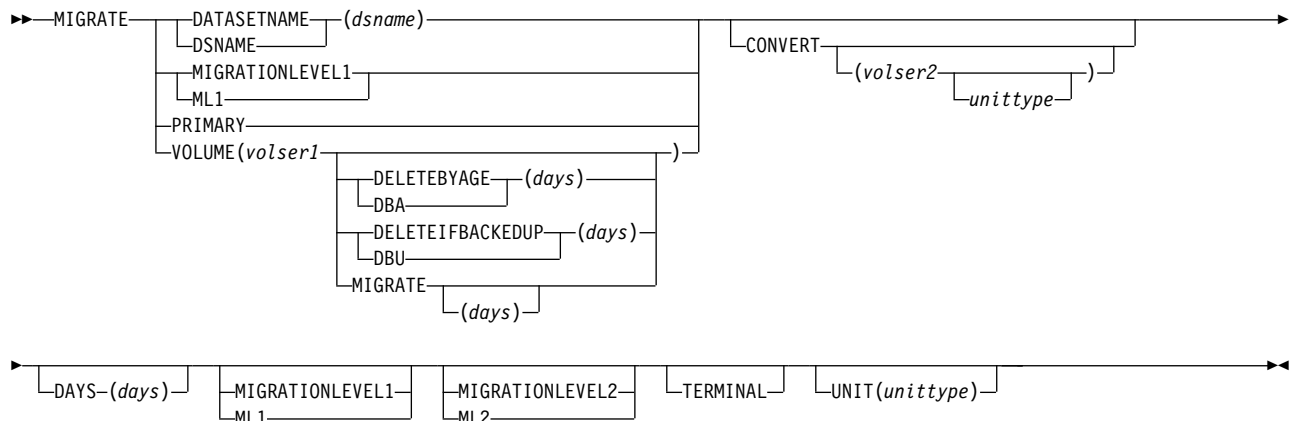 MIGRATE DATASETNAME (dsname)
DSNAME CONVERT
MIGRATIONLEVEL1 (volser2 )
ML1 unittype
PRIMARY
VOLUME(volser1 )
DELETEBYAGE (days)
DBA
DELETEIFBACKEDUP (days)
DBU
MIGRATE
(days)
DAYS (days) MIGRATIONLEVEL1 MIGRATIONLEVEL2 TERMINAL UNIT(unittype)
ML1 ML2